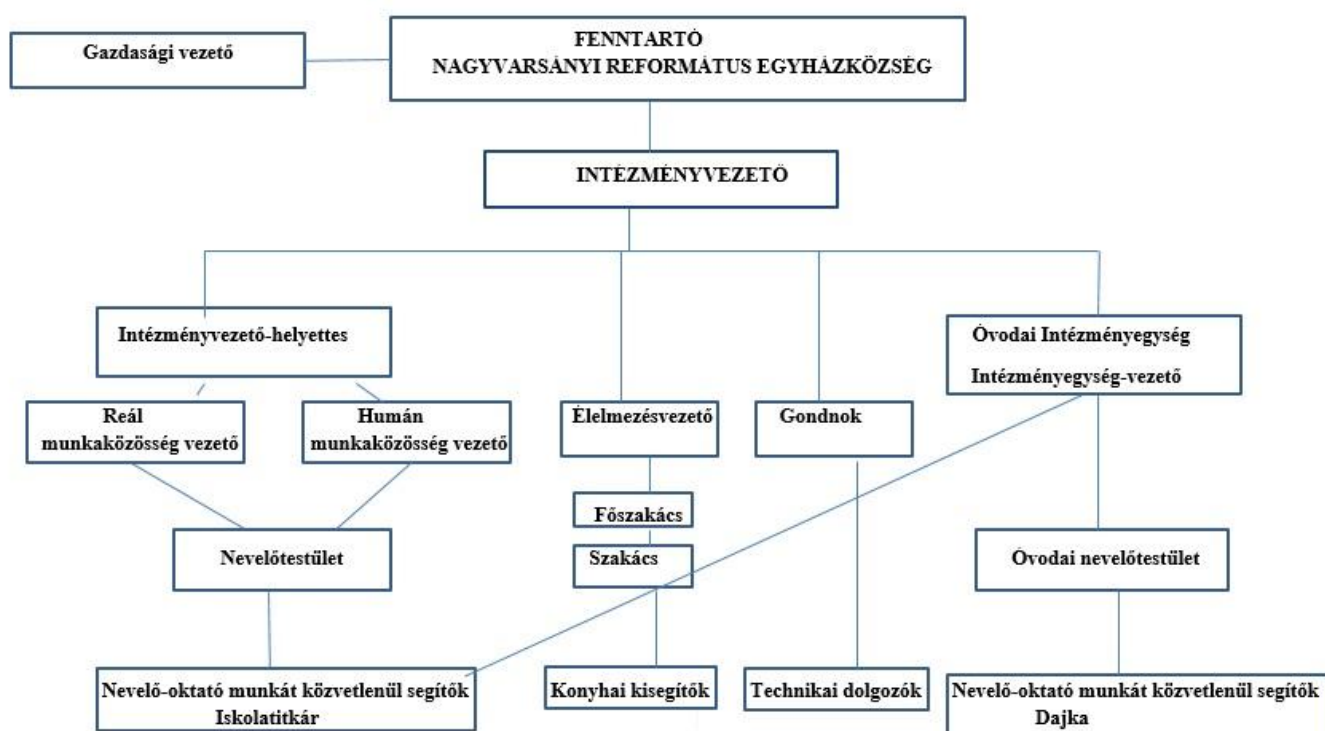 Gazdasági vezető
FENNTARTÓ
NAGYVARSÁNYI REFORMÁTUS EGYHÁZKÖZSÉG
INTÉZMÉNYVEZETŐ
Intézményvezető-helyettes
Óvodai Intézményegység
Intézményegység-vezető
Reál
munkaközösség vezető
Humán
munkaközösség vezető
Élelmezésvezető
Gondnok
Főszakács
Szakács
Nevelőtestület
Óvodai nevelőtestület
Nevelő-oktató munkát közvetlenül segítők
Iskolatitkár
Konyhai kisegítők
Technikai dolgozók
Nevelő-oktató munkát közvetlenül segítők
Dajka